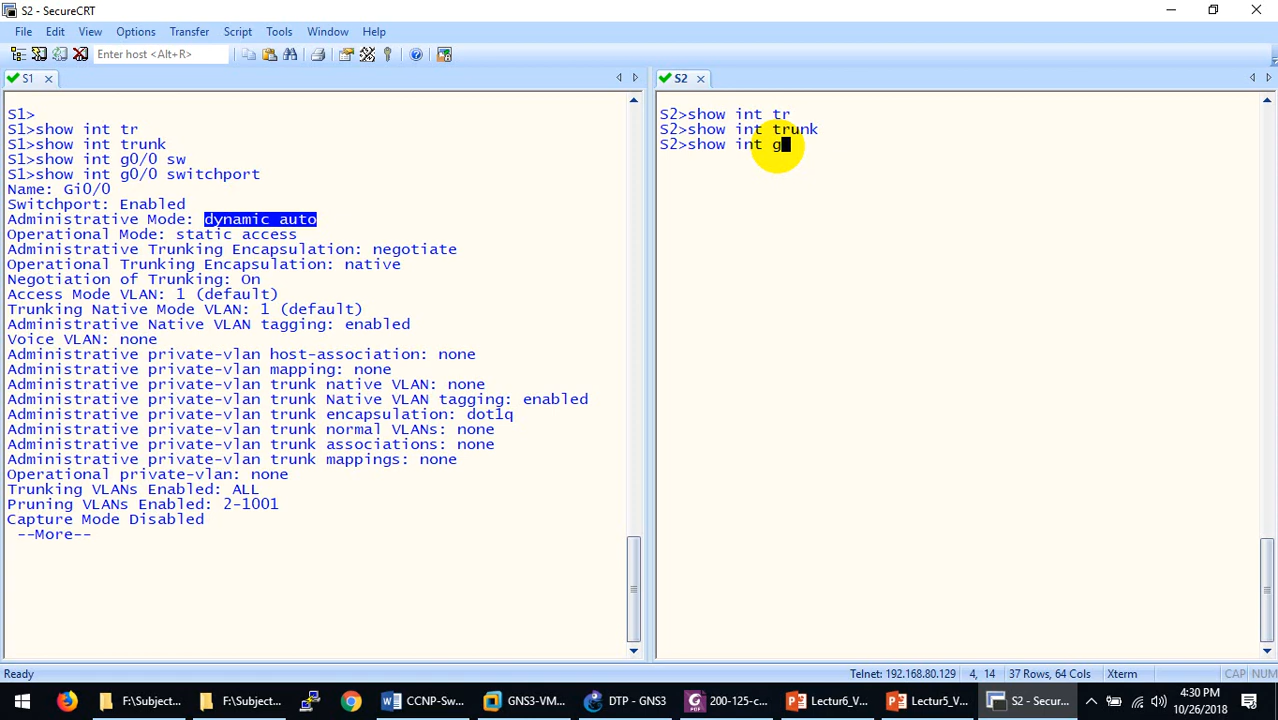 S2 - SecureCRT
File Edit View Options Transfer Script Tools Window Help
Enter host <Alt+R>
S1
S1>
S1>show int tr
S1>show int trunk
S1>show int g0/0 sw
S1>show int g0/0 switchport
Name: Gi0/0
Switchport: Enabled
Administrative Mode: dynamic auto
Operational Mode: static access
Administrative Trunking Encapsulation: negotiate
Operational Trunking Encapsulation: native
Negotiation of Trunking: On
Access Mode VLAN: 1 (default)
Trunking Native Mode VLAN: 1 (default)
Administrative Native VLAN tagging: enabled
Voice VLAN: none
Administrative private-vlan host-association: none
Administrative private-vlan mapping: none
Administrative private-vlan trunk native VLAN: none
Administrative private-vlan trunk Native VLAN tagging: enabled
Administrative private-vlan trunk encapsulation: dot1q
Administrative private-vlan trunk normal VLANs: none
Administrative private-vlan trunk associations: none
Administrative private-vlan trunk mappings: none
Operational private-vlan: none
Trunking VLANs Enabled: ALL
Pruning VLANs Enabled: 2-1001
Capture Mode Disabled
--More--
S2
S2>show int tr
S2>show int trunk
S2>show int g
Ready Telnet: 192.168.80.129 4, 14 37 Rows, 64 Cols Xterm CAP NUM
F:\Subject... F:\Subject... CCNP-Sw... GNS3-VM... DTP - GNS3 200-125-c... Lectur6_V... Lectur5_V... S2 - Secur... 4:30 PM
10/26/2018